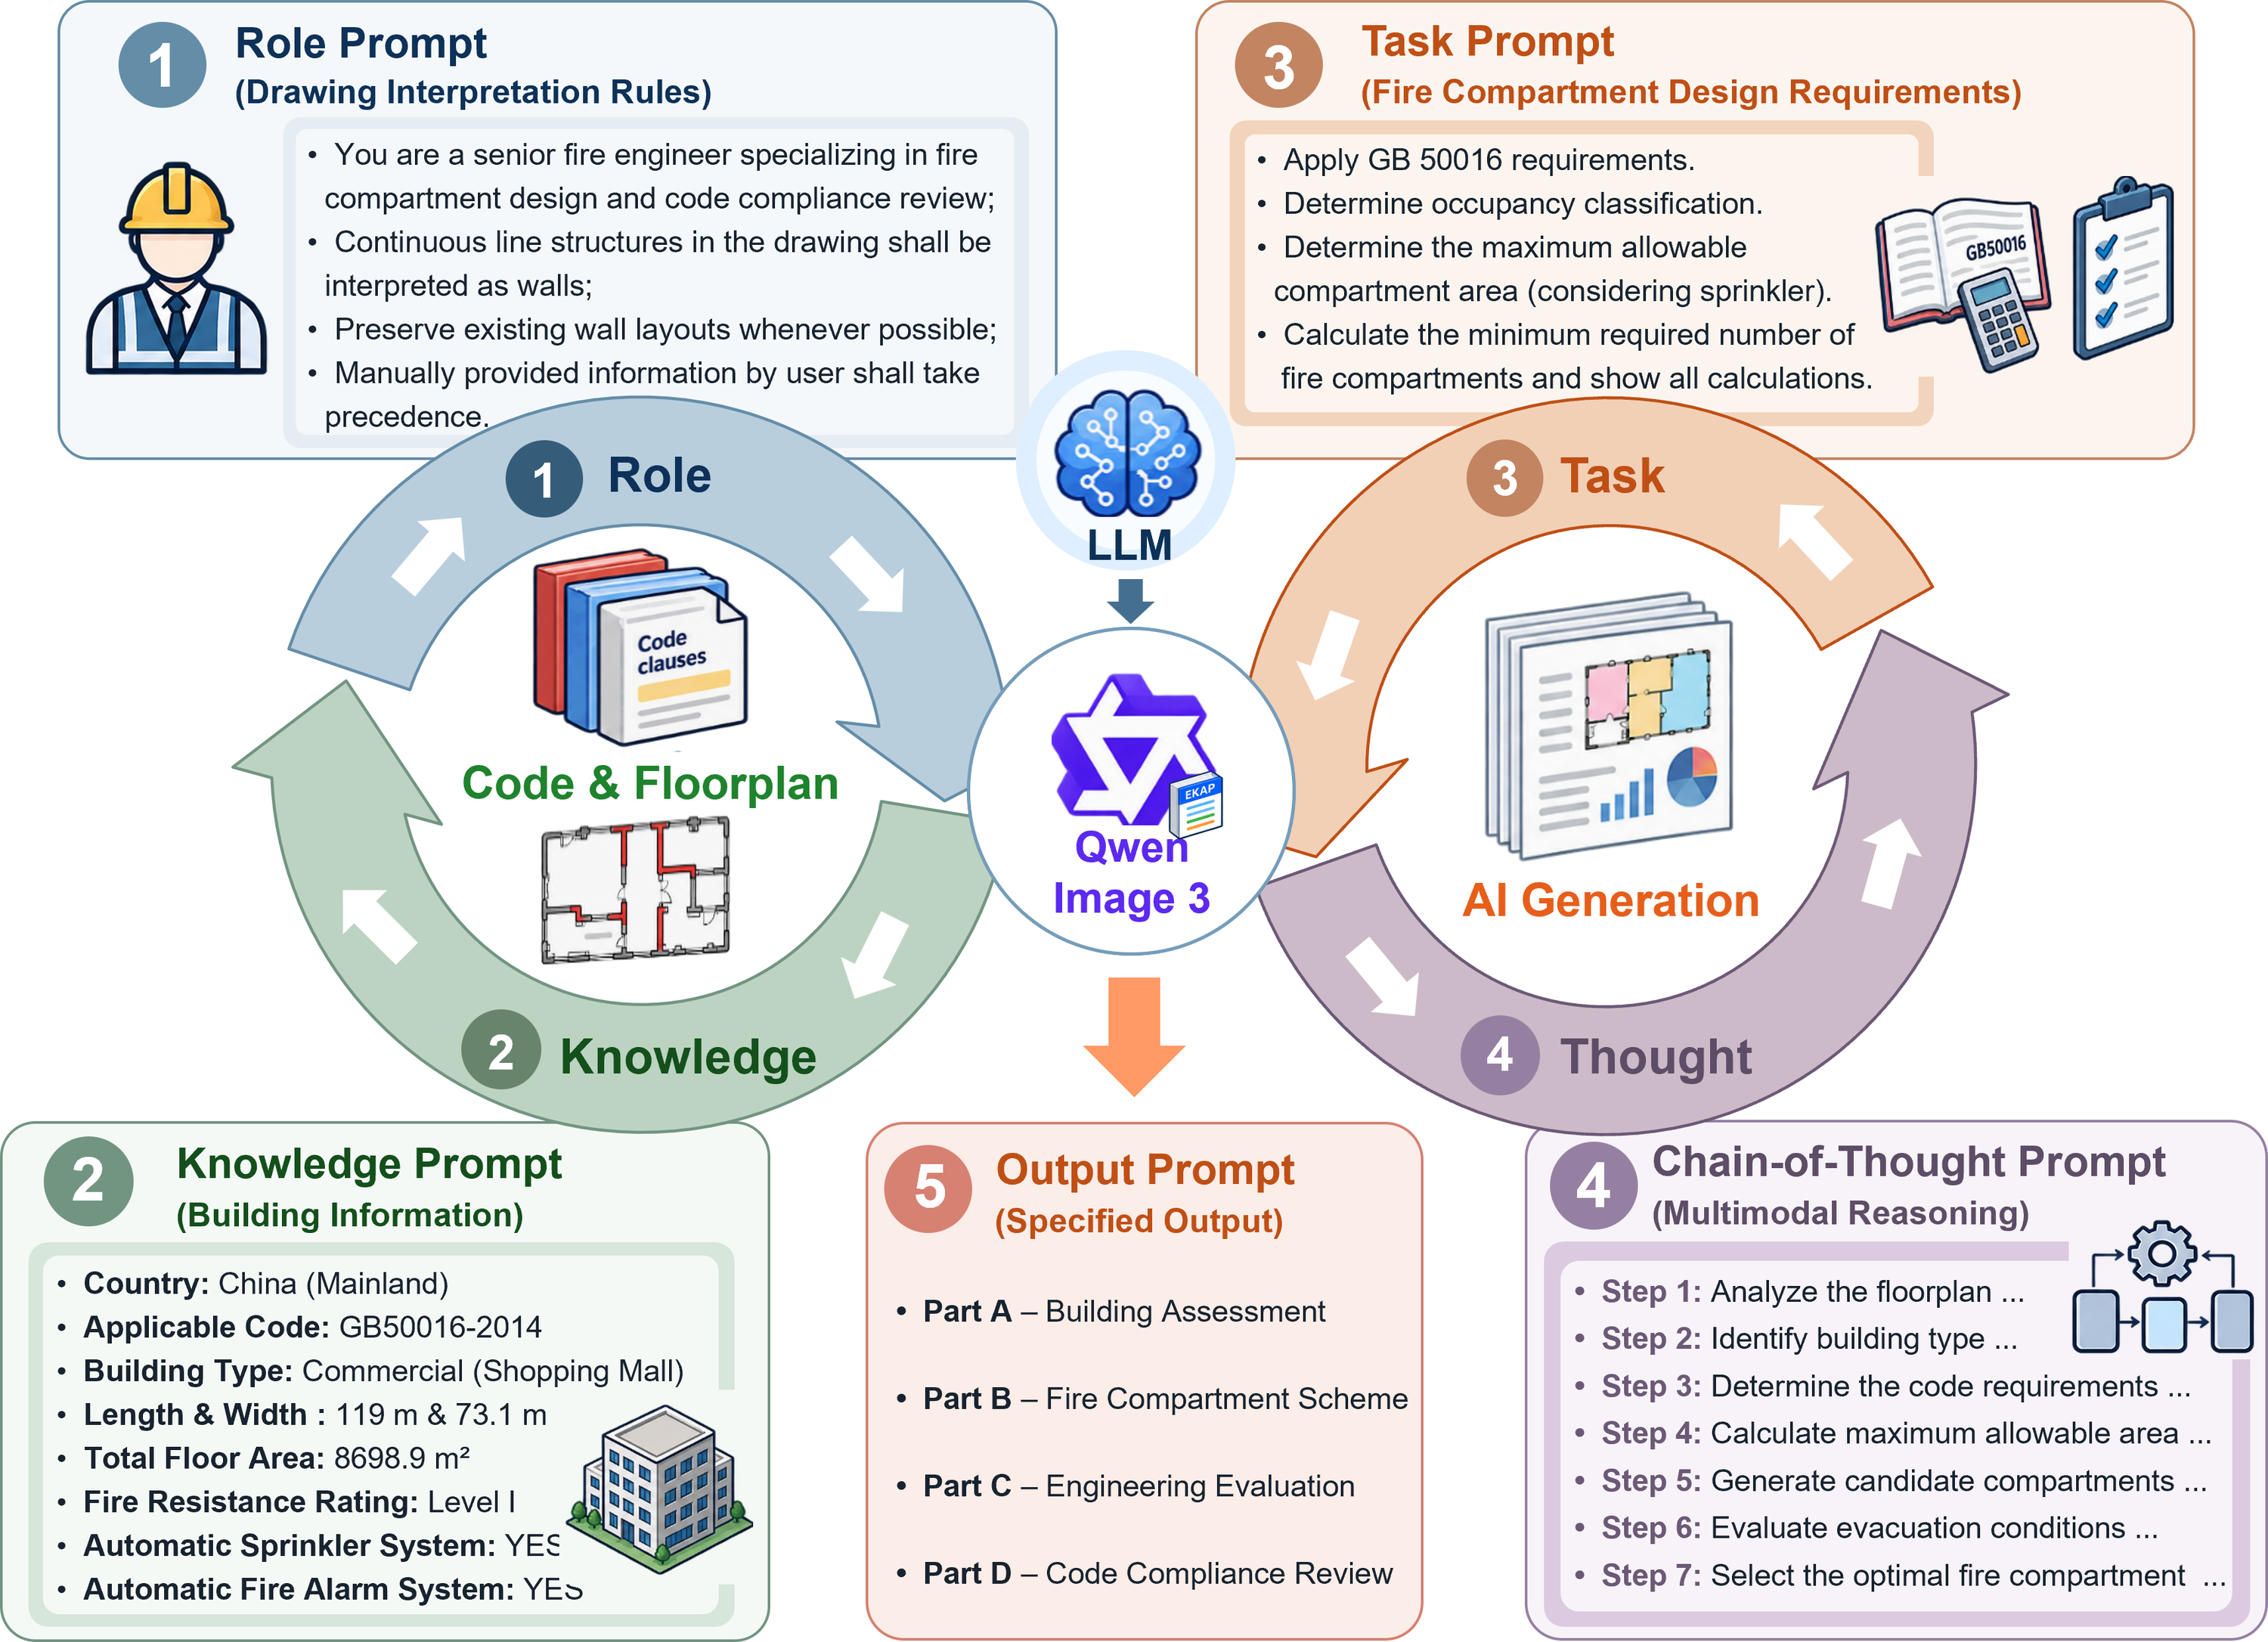 1
Role Prompt
(Drawing Interpretation Rules)
• You are a senior fire engineer specializing in fire
compartment design and code compliance review;
• Continuous line structures in the drawing shall be
interpreted as walls;
• Preserve existing wall layouts whenever possible;
• Manually provided information by user shall take
precedence.
3
Task Prompt
(Fire Compartment Design Requirements)
• Apply GB 50016 requirements.
• Determine occupancy classification.
• Determine the maximum allowable
compartment area (considering sprinkler).
• Calculate the minimum required number of
fire compartments and show all calculations.
GB50016
1 Role
LLM
3 Task
Code
clauses
Code & Floorplan
EKAP
Qwen
Image 3
AI Generation
2 Knowledge
4 Thought
2
Knowledge Prompt
(Building Information)
• Country: China (Mainland)
• Applicable Code: GB50016-2014
• Building Type: Commercial (Shopping Mall)
• Length & Width : 119 m & 73.1 m
• Total Floor Area: 8698.9 m²
• Fire Resistance Rating: Level I
• Automatic Sprinkler System: YES
• Automatic Fire Alarm System: YES
5
Output Prompt
(Specified Output)
• Part A – Building Assessment
• Part B – Fire Compartment Scheme
• Part C – Engineering Evaluation
• Part D – Code Compliance Review
4
Chain-of-Thought Prompt
(Multimodal Reasoning)
• Step 1: Analyze the floorplan ...
• Step 2: Identify building type ...
• Step 3: Determine the code requirements ...
• Step 4: Calculate maximum allowable area ...
• Step 5: Generate candidate compartments ...
• Step 6: Evaluate evacuation conditions ...
• Step 7: Select the optimal fire compartment ...